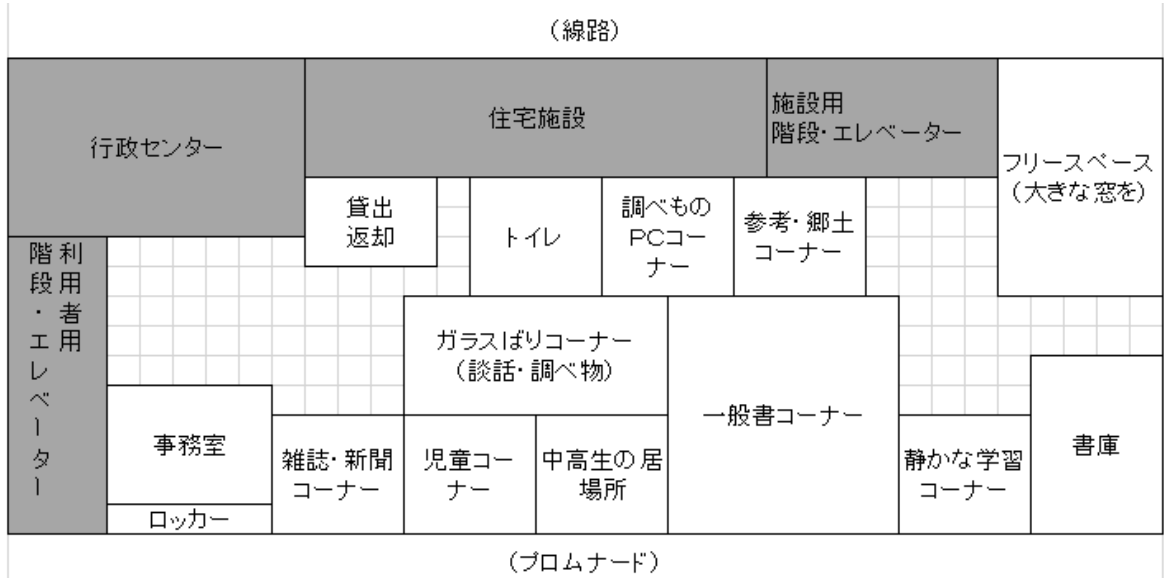 （線路）
行政センター
住宅施設
施設用
階段・エレベーター
フリースペース
（大きな窓を）
貸出
返却
トイレ
調べもの
PCコー
ナー
参考・郷土
コーナー
利用者用
階段・エレベーター
ガラスばりコーナー
（談話・調べ物）
一般書コーナー
事務室
ロッカー
雑誌・新聞
コーナー
児童コー
ナー
中高生の居
場所
静かな学習
コーナー
書庫
（プロムナード）